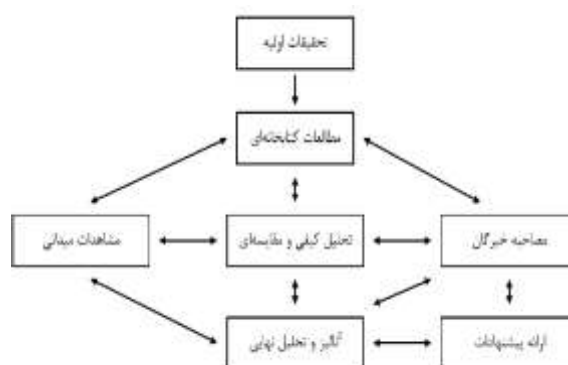 تحقیقات اولیه
مطالعات کتابخانه‌ای
مصاحبه خبرگان
تحلیل کیفی و مقایسه‌ای
مشاهدات میدانی
ارائه پیشنهادات
آنالیز و تحلیل نهایی